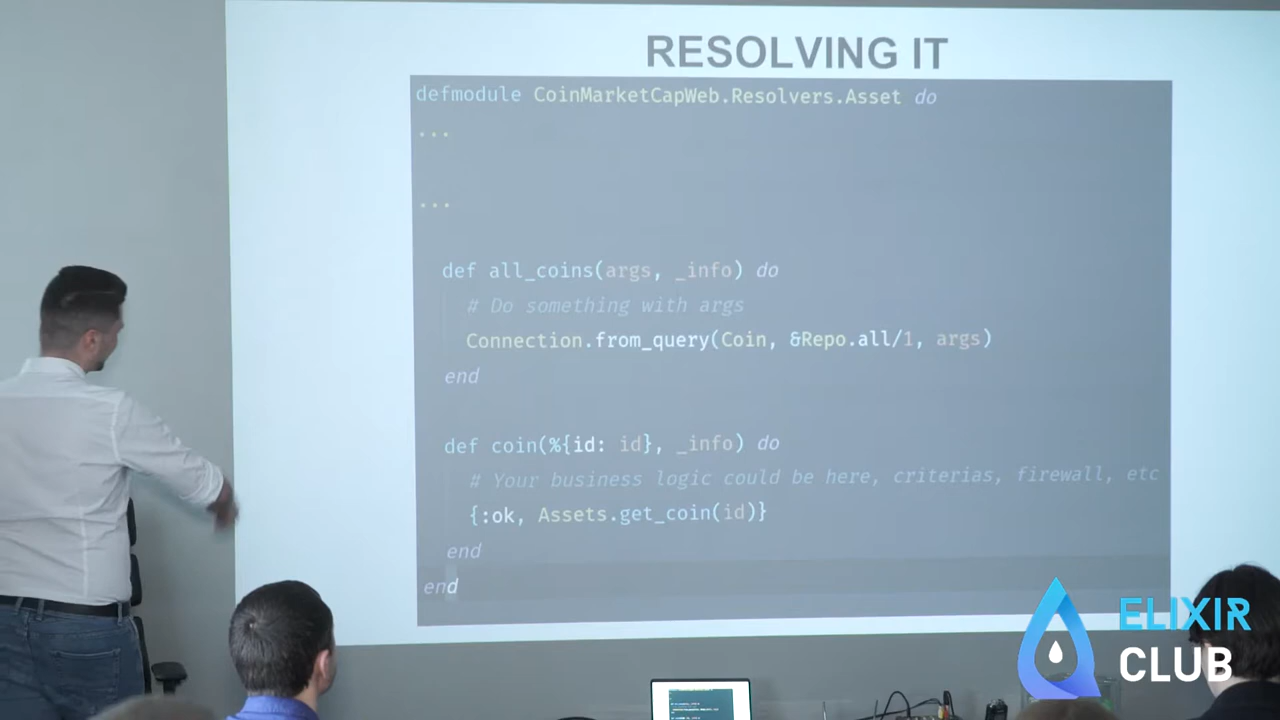 RESOLVING IT
defmodule CoinMarketCapWeb.Resolvers.Asset do
...
...
def all_coins(args, _info) do
# Do something with args
Connection.from_query(Coin, &Repo.all/1, args)
end
def coin(%{id: id}, _info) do
# Your business logic could be here, criterias, firewall, etc
{:ok, Assets.get_coin(id)}
end
end
ELIXIR
CLUB